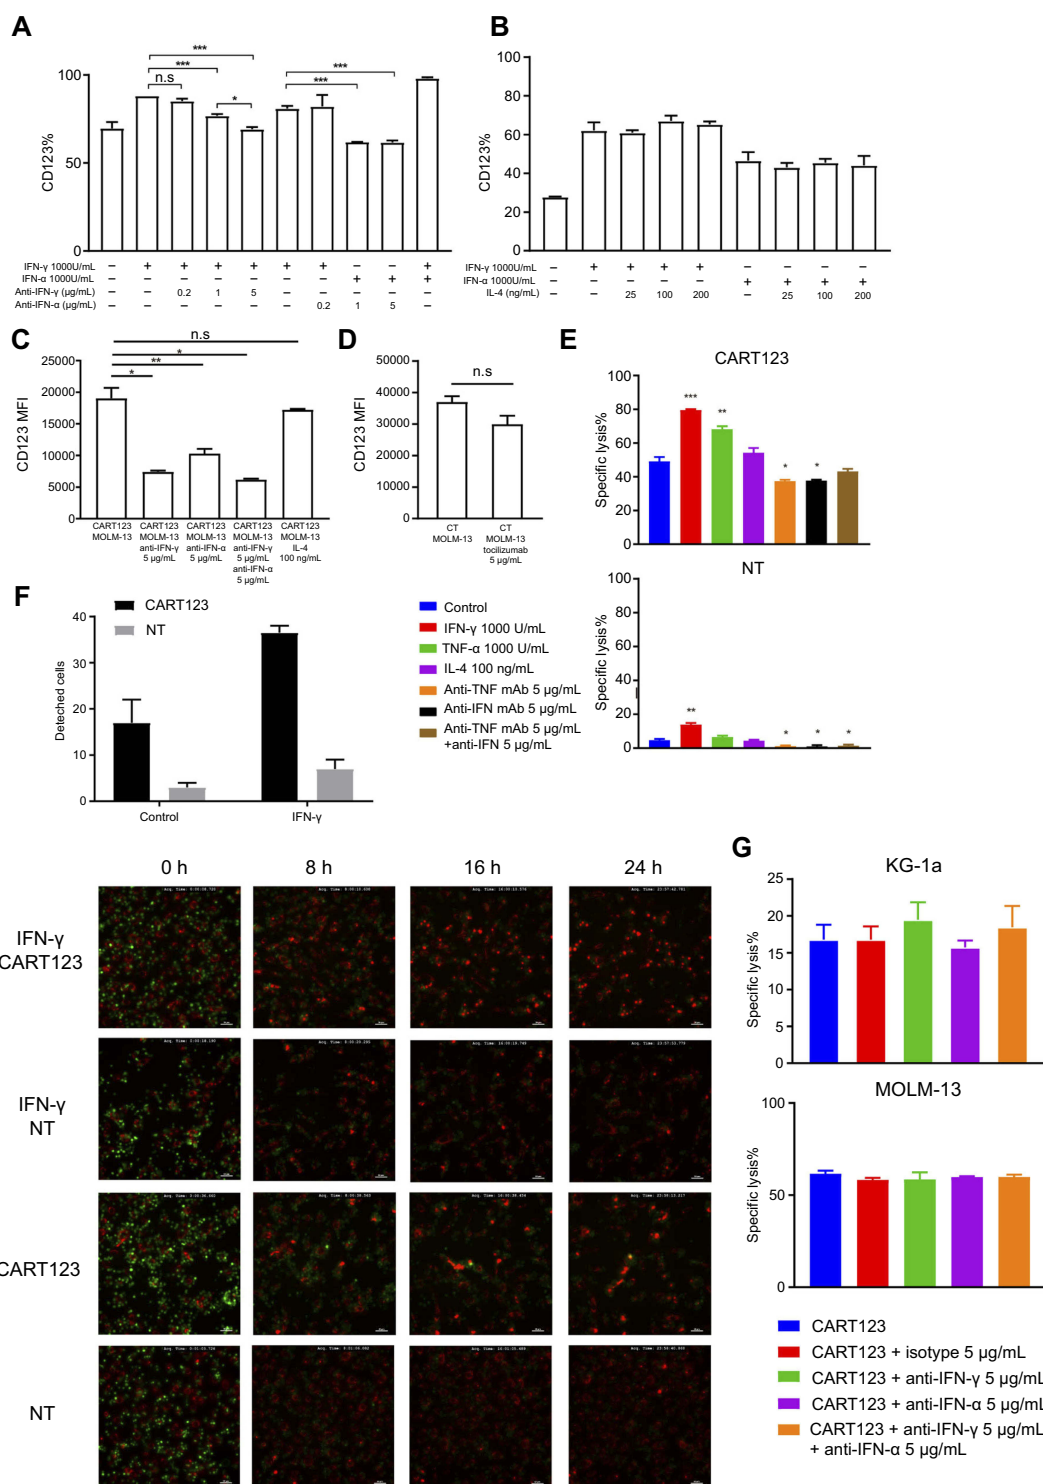 A
B
***
***
n.s
*
***
***
100
50
0
CD123%
IFN-γ 1000U/mL – + + + + + + – – +
IFN-α 1000U/mL – – – – – – – + + +
Anti-IFN-γ (μg/mL) – – 0.2 1 5 – – – – –
Anti-IFN-α (μg/mL) – – – – – – 0.2 1 5 –
100
80
60
40
20
0
CD123%
IFN-γ 1000U/mL – + + + + – – – –
IFN-α 1000U/mL – – – – – + + + +
IL-4 (ng/mL) – – 25 100 200 – 25 100 200
C
n.s
*
**
*
25000
20000
15000
10000
5000
0
CD123 MFI
CART123
MOLM-13
CART123
MOLM-13
anti-IFN-γ
5 μg/mL
CART123
MOLM-13
anti-IFN-α
5 μg/mL
CART123
MOLM-13
anti-IFN-γ
5 μg/mL
anti-IFN-α
5 μg/mL
CART123
MOLM-13
IL-4
100 ng/mL
D
n.s
50000
40000
30000
20000
10000
0
CD123 MFI
CT
MOLM-13
CT
MOLM-13
tocilizumab
5 μg/mL
E
CART123
100
80
60
40
20
0
Specific lysis%
***
**
*
*
NT
100
80
60
40
20
0
Specific lysis%
**
*
*
*
Control
IFN-γ 1000 U/mL
TNF-α 1000 U/mL
IL-4 100 ng/mL
Anti-TNF mAb 5 μg/mL
Anti-IFN mAb 5 μg/mL
Anti-TNF mAb 5 μg/mL
+anti-IFN 5 μg/mL
F
CART123
NT
40
30
20
10
0
Deteched cells
Control
IFN-γ
0 h
8 h
16 h
24 h
IFN-γ
CART123
IFN-γ
NT
CART123
NT
G
KG-1a
25
20
15
10
5
0
Specific lysis%
MOLM-13
100
50
0
Specific lysis%
CART123
CART123 + isotype 5 μg/mL
CART123 + anti-IFN-γ 5 μg/mL
CART123 + anti-IFN-α 5 μg/mL
CART123 + anti-IFN-γ 5 μg/mL
+ anti-IFN-α 5 μg/mL